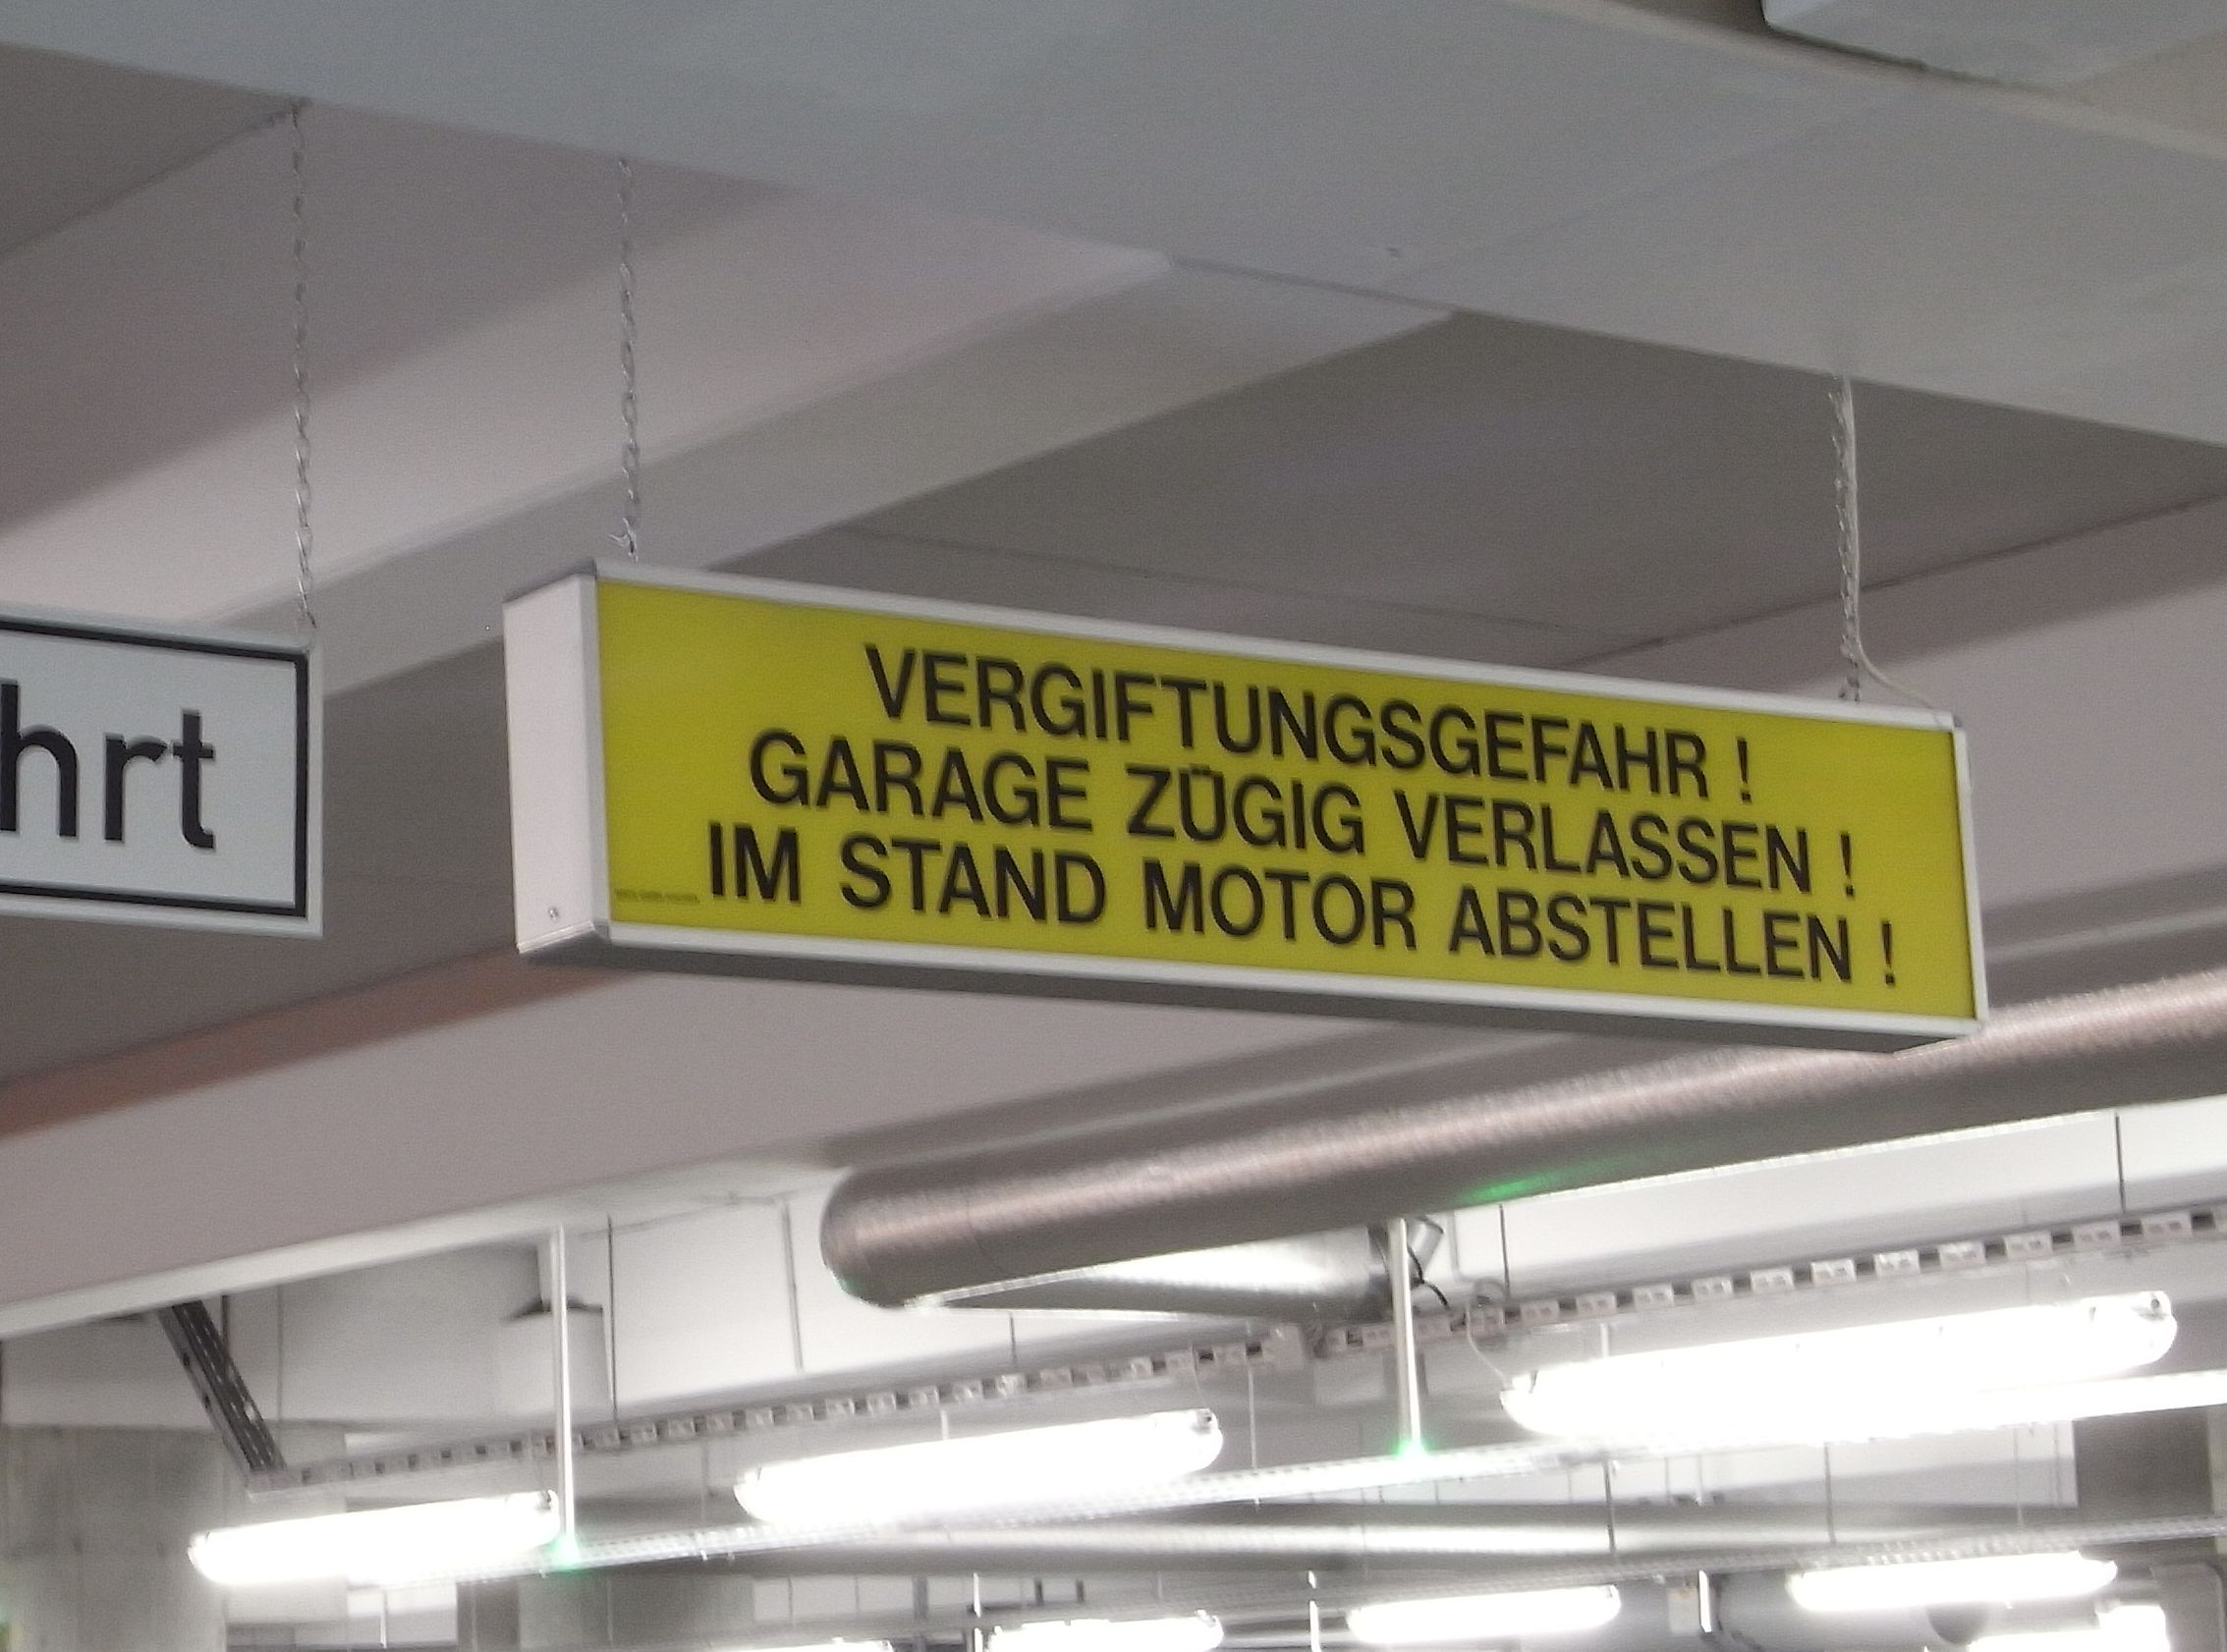 hrt
VERGIFTUNGSGEFAHR !
GARAGE ZÜGIG VERLASSEN !
IM STAND MOTOR ABSTELLEN !